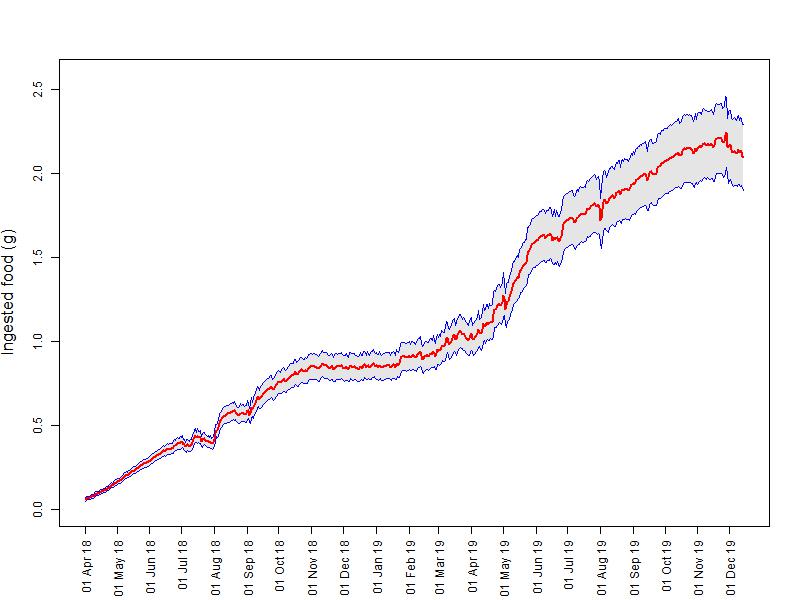 Ingested food (g)
2.5
2.0
1.5
1.0
0.5
0.0
01 Apr 18
01 May 18
01 Jun 18
01 Jul 18
01 Aug 18
01 Sep 18
01 Oct 18
01 Nov 18
01 Dec 18
01 Jan 19
01 Feb 19
01 Mar 19
01 Apr 19
01 May 19
01 Jun 19
01 Jul 19
01 Aug 19
01 Sep 19
01 Oct 19
01 Nov 19
01 Dec 19